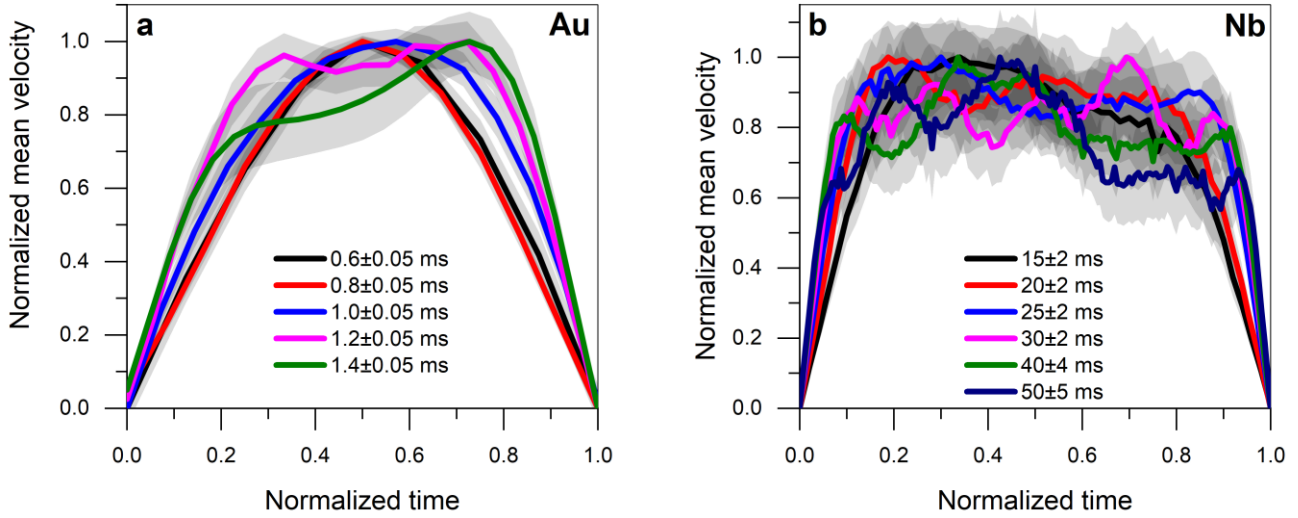 a
Au
Normalized mean velocity
1.0
0.8
0.6
0.4
0.2
0.0
0.6±0.05 ms
0.8±0.05 ms
1.0±0.05 ms
1.2±0.05 ms
1.4±0.05 ms
0.0 0.2 0.4 0.6 0.8 1.0
Normalized time
b
Nb
Normalized mean velocity
1.0
0.8
0.6
0.4
0.2
0.0
15±2 ms
20±2 ms
25±2 ms
30±2 ms
40±4 ms
50±5 ms
0.0 0.2 0.4 0.6 0.8 1.0
Normalized time